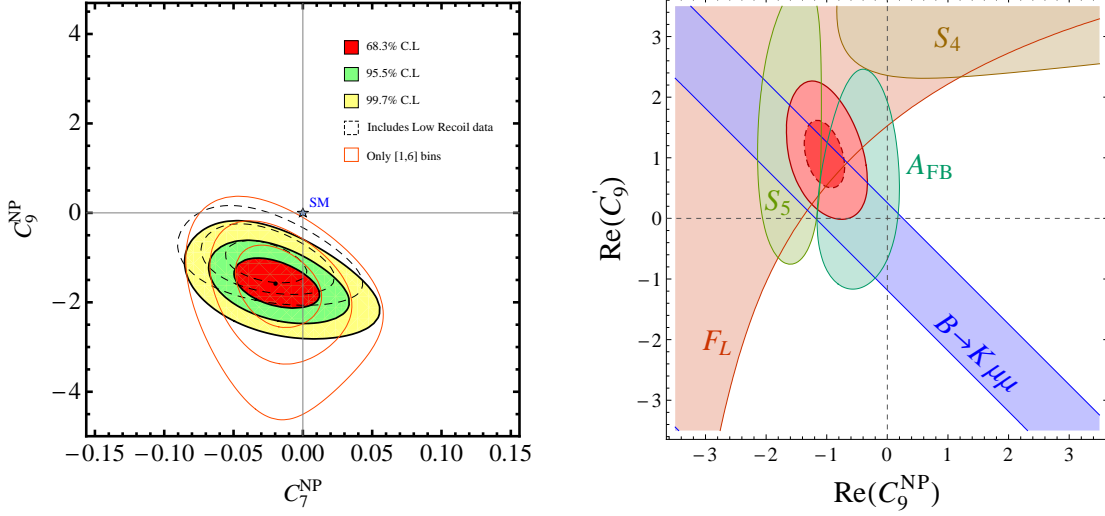 4
2
0
−2
−4
C₉ᴺᴾ
68.3% C.L
95.5% C.L
99.7% C.L
Includes Low Recoil data
Only [1,6] bins
SM
−0.15 −0.10 −0.05 0.00 0.05 0.10 0.15
C₇ᴺᴾ
3
2
1
0
−1
−2
−3
Re(C₉′)
S₄
A_FB
S₅
F_L
B→Kμμ
−3 −2 −1 0 1 2 3
Re(C₉ᴺᴾ)